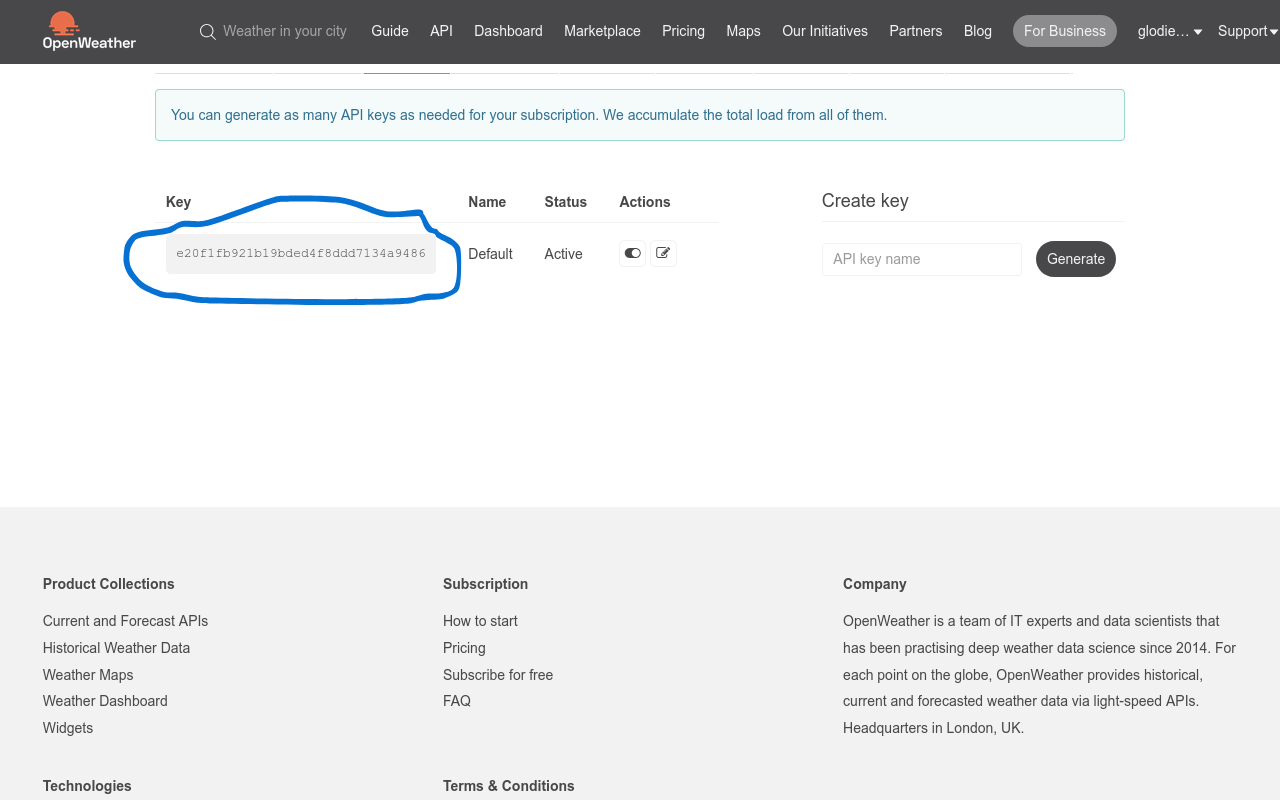 OpenWeather
Weather in your city
Guide
API
Dashboard
Marketplace
Pricing
Maps
Our Initiatives
Partners
Blog
For Business
glodie...
Support
You can generate as many API keys as needed for your subscription. We accumulate the total load from all of them.
Key
Name
Status
Actions
e20f1fb921b19bded4f8ddd7134a9486
Default
Active
Create key
API key name
Generate
Product Collections
Current and Forecast APIs
Historical Weather Data
Weather Maps
Weather Dashboard
Widgets
Subscription
How to start
Pricing
Subscribe for free
FAQ
Company
OpenWeather is a team of IT experts and data scientists that
has been practising deep weather data science since 2014. For
each point on the globe, OpenWeather provides historical,
current and forecasted weather data via light-speed APIs.
Headquarters in London, UK.
Technologies
Terms & Conditions